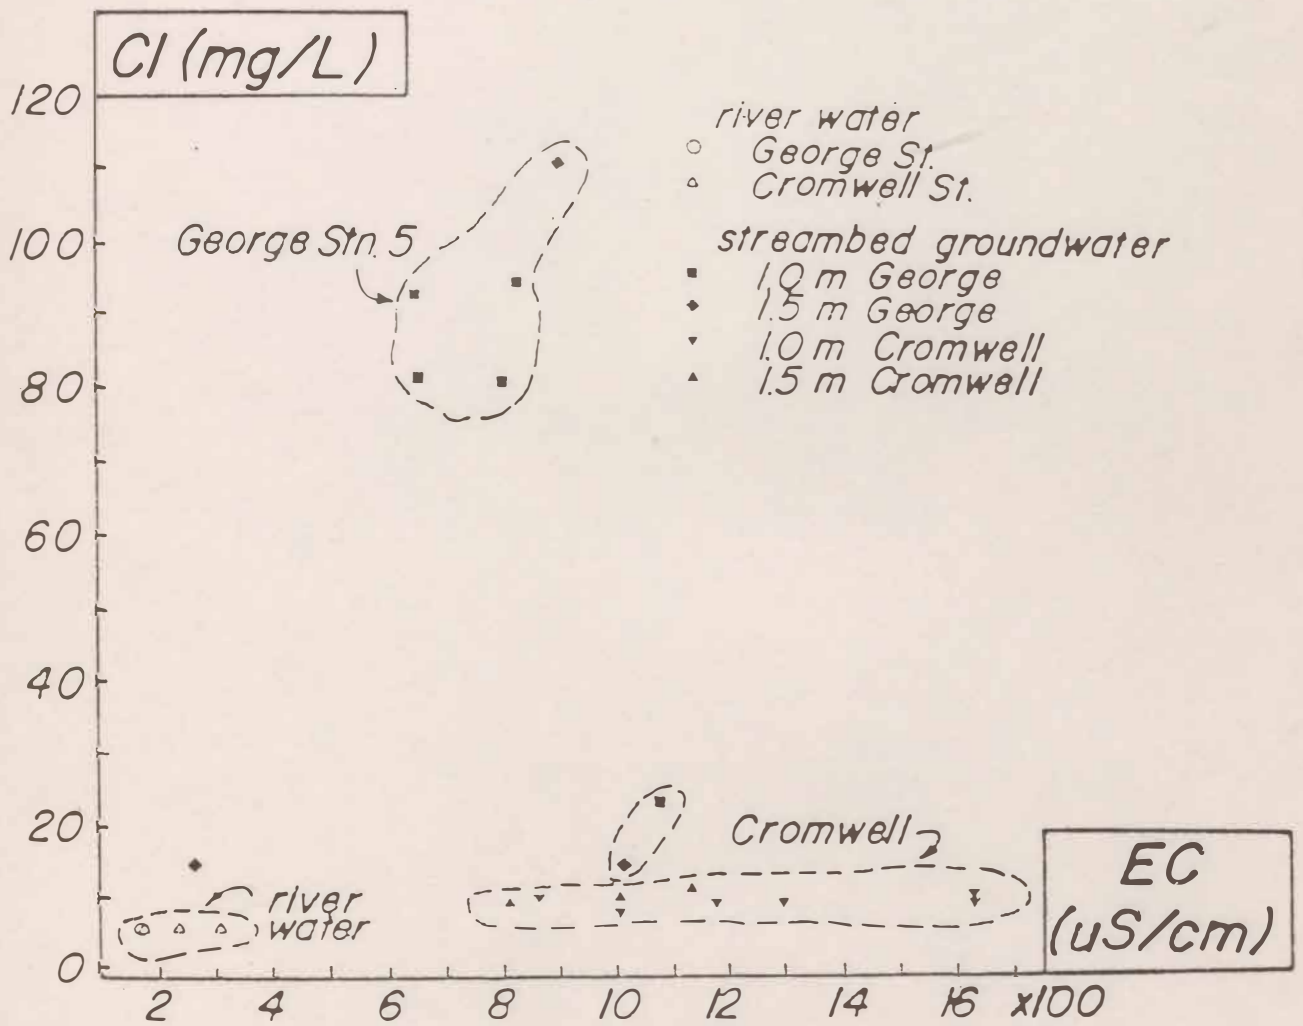 Cl (mg/L)
120
100
80
60
40
20
0
river water
George St.
Cromwell St.
streambed groundwater
1.0 m George
1.5 m George
1.0 m Cromwell
1.5 m Cromwell
George Stn. 5
Cromwell
river
water
EC
(uS/cm)
2 4 6 8 10 12 14 16 x100